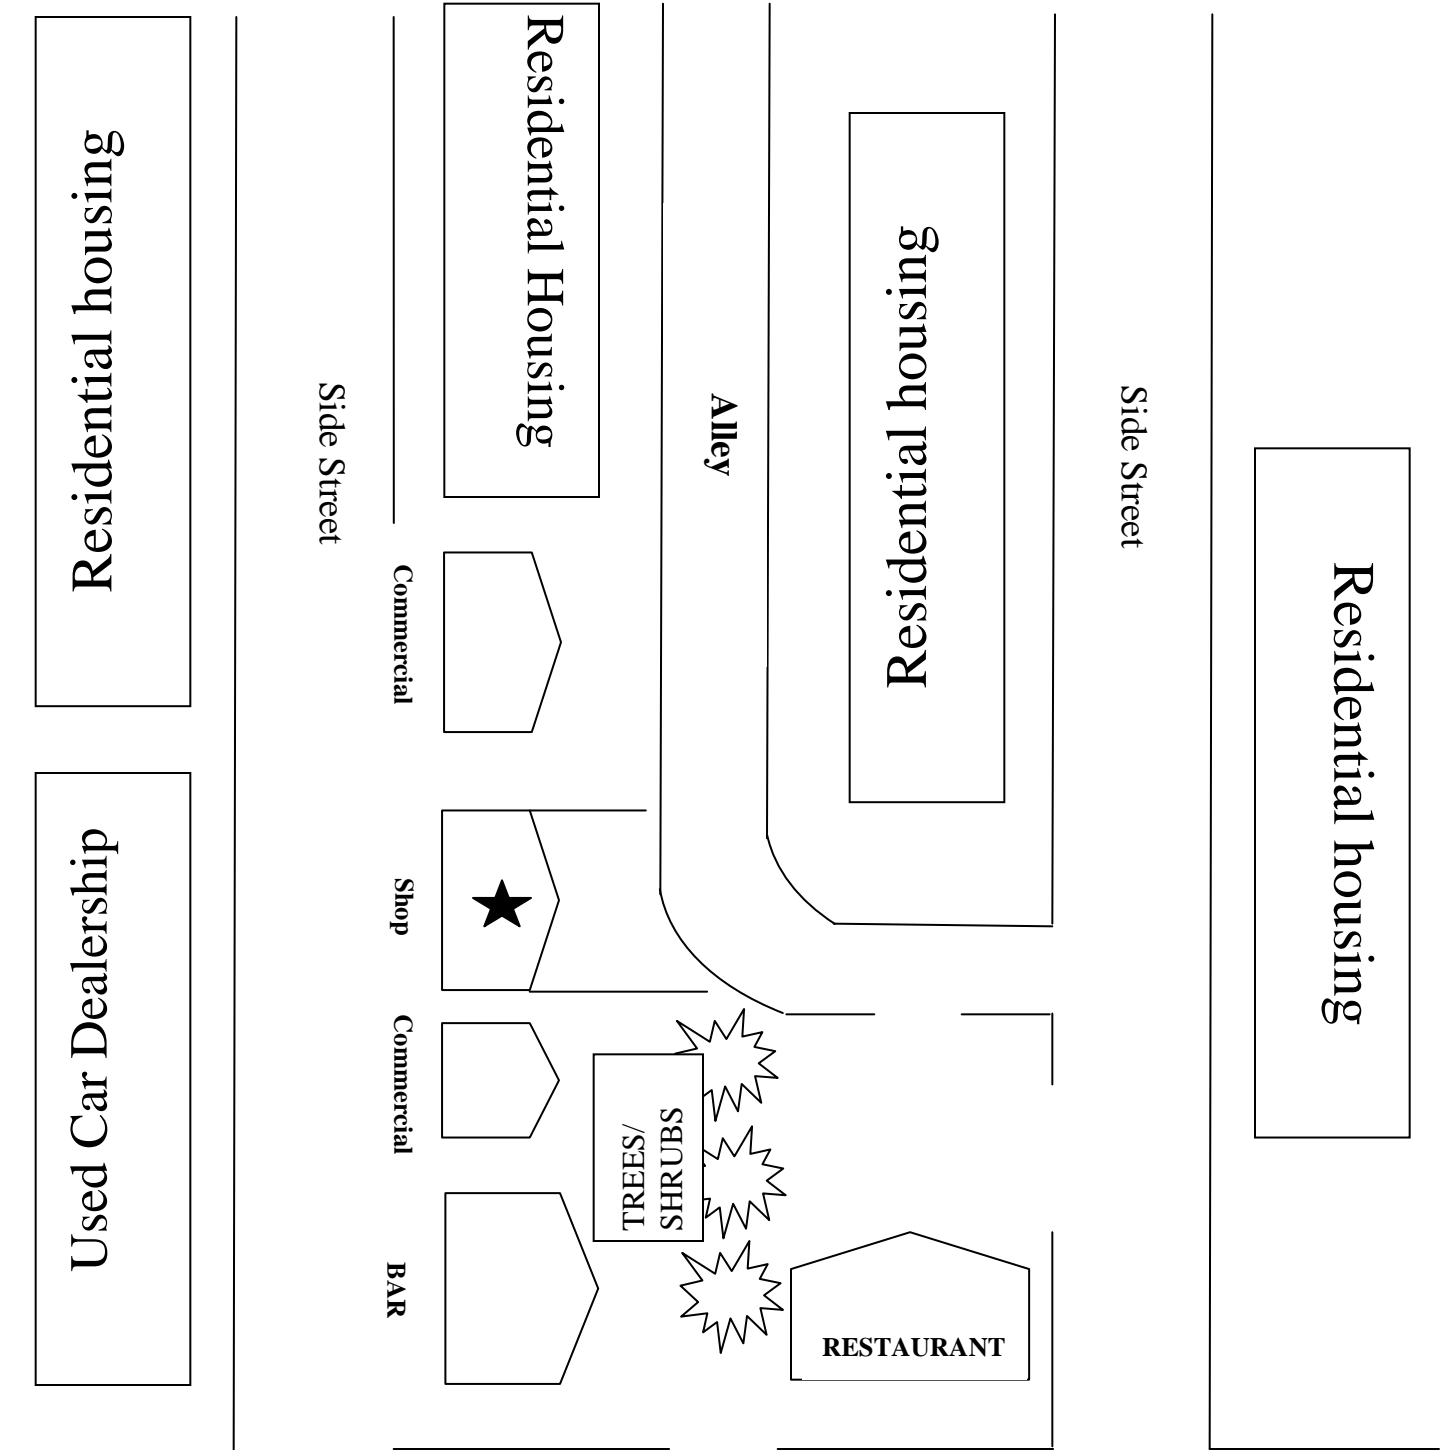 Residential housing
Used Car Dealership
Side Street
Residential Housing
Commercial
Shop
Commercial
BAR
Alley
TREES/
SHRUBS
Residential housing
RESTAURANT
Side Street
Residential housing